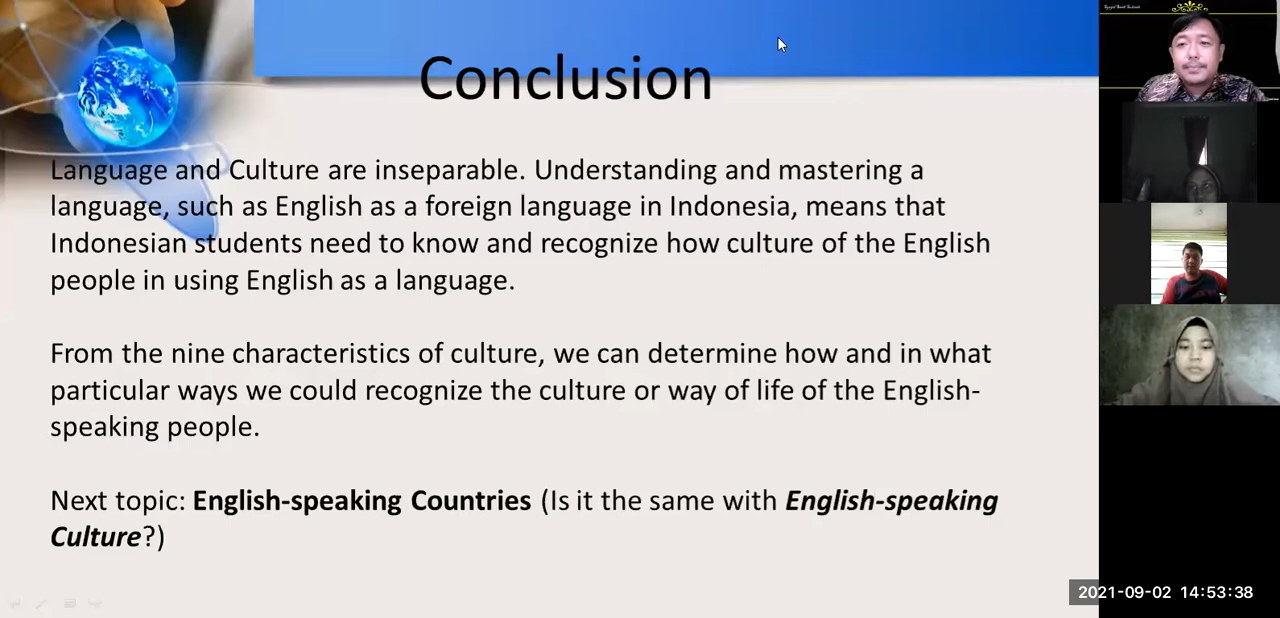 Conclusion
Language and Culture are inseparable. Understanding and mastering a
language, such as English as a foreign language in Indonesia, means that
Indonesian students need to know and recognize how culture of the English
people in using English as a language.
From the nine characteristics of culture, we can determine how and in what
particular ways we could recognize the culture or way of life of the English-
speaking people.
Next topic: English-speaking Countries (Is it the same with English-speaking
Culture?)
2021-09-02 14:53:38